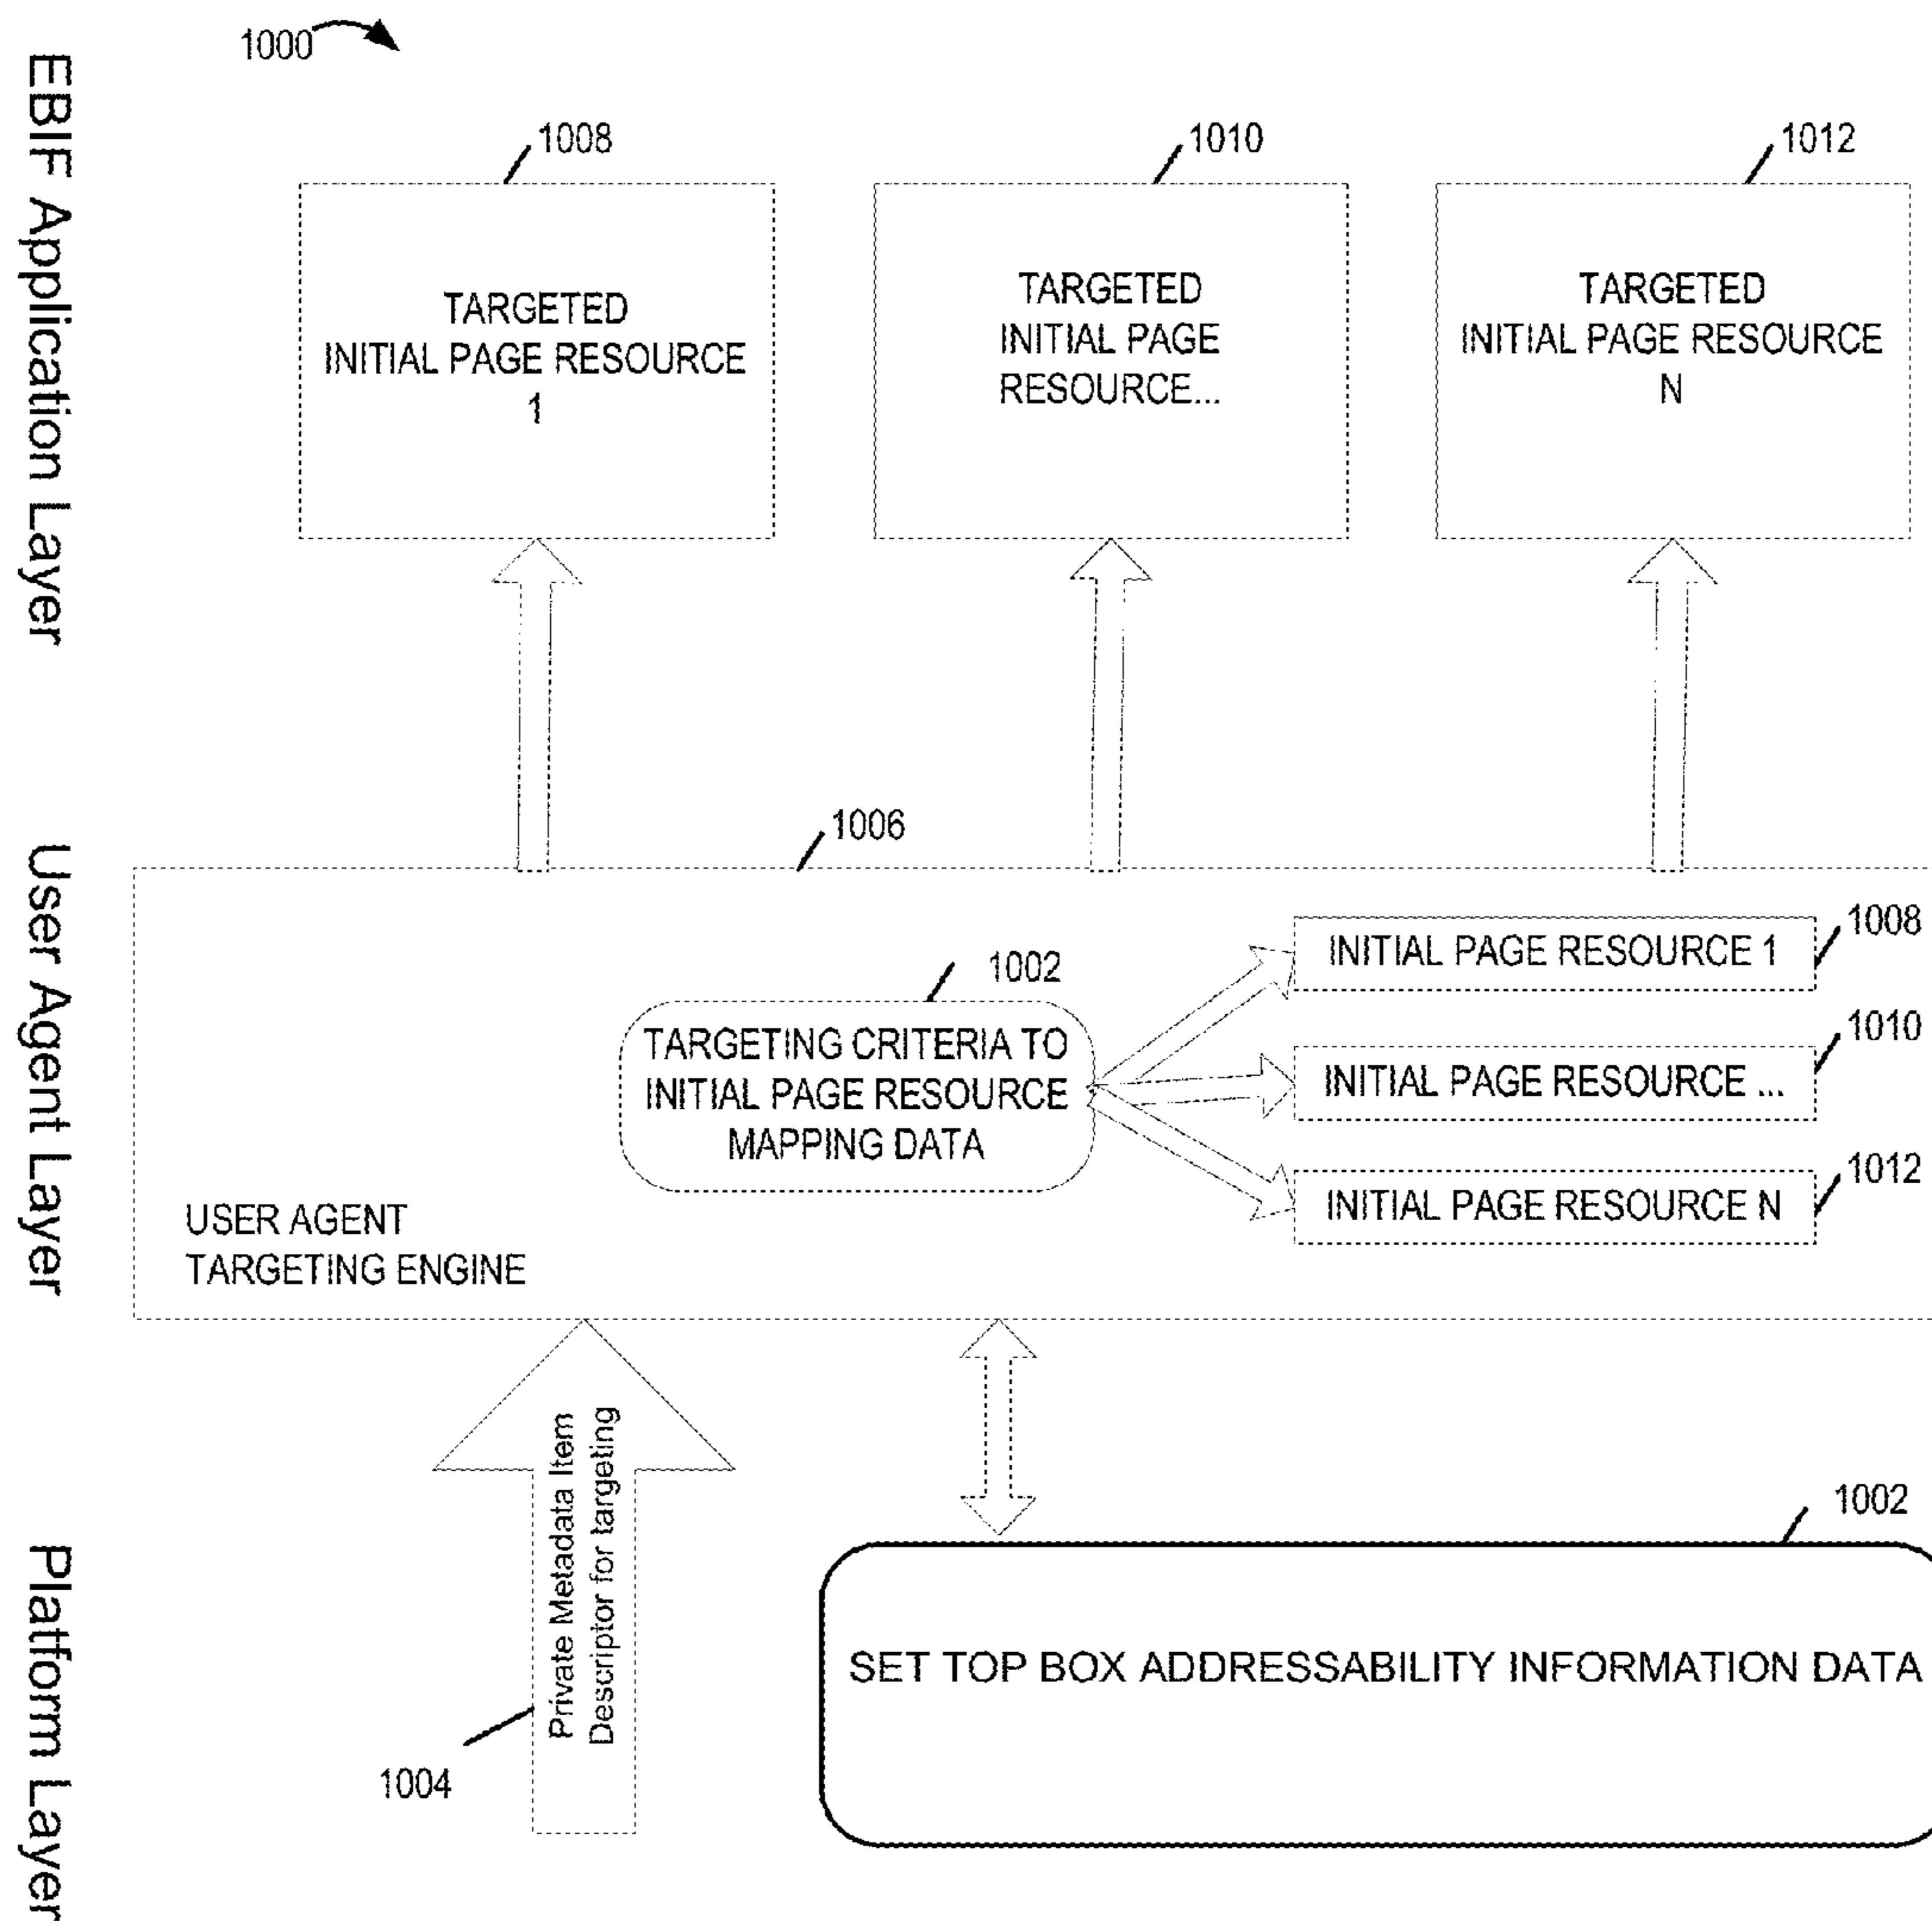 1000
EBIF Application Layer
1008
1010
1012
TARGETED
INITIAL PAGE RESOURCE
1
TARGETED
INITIAL PAGE
RESOURCE...
TARGETED
INITIAL PAGE RESOURCE
N
User Agent Layer
1006
1002
TARGETING CRITERIA TO
INITIAL PAGE RESOURCE
MAPPING DATA
INITIAL PAGE RESOURCE 1
1008
INITIAL PAGE RESOURCE ...
1010
INITIAL PAGE RESOURCE N
1012
USER AGENT
TARGETING ENGINE
Platform Layer
Private Metadata Item
Descriptor for targeting
1004
1002
SET TOP BOX ADDRESSABILITY INFORMATION DATA